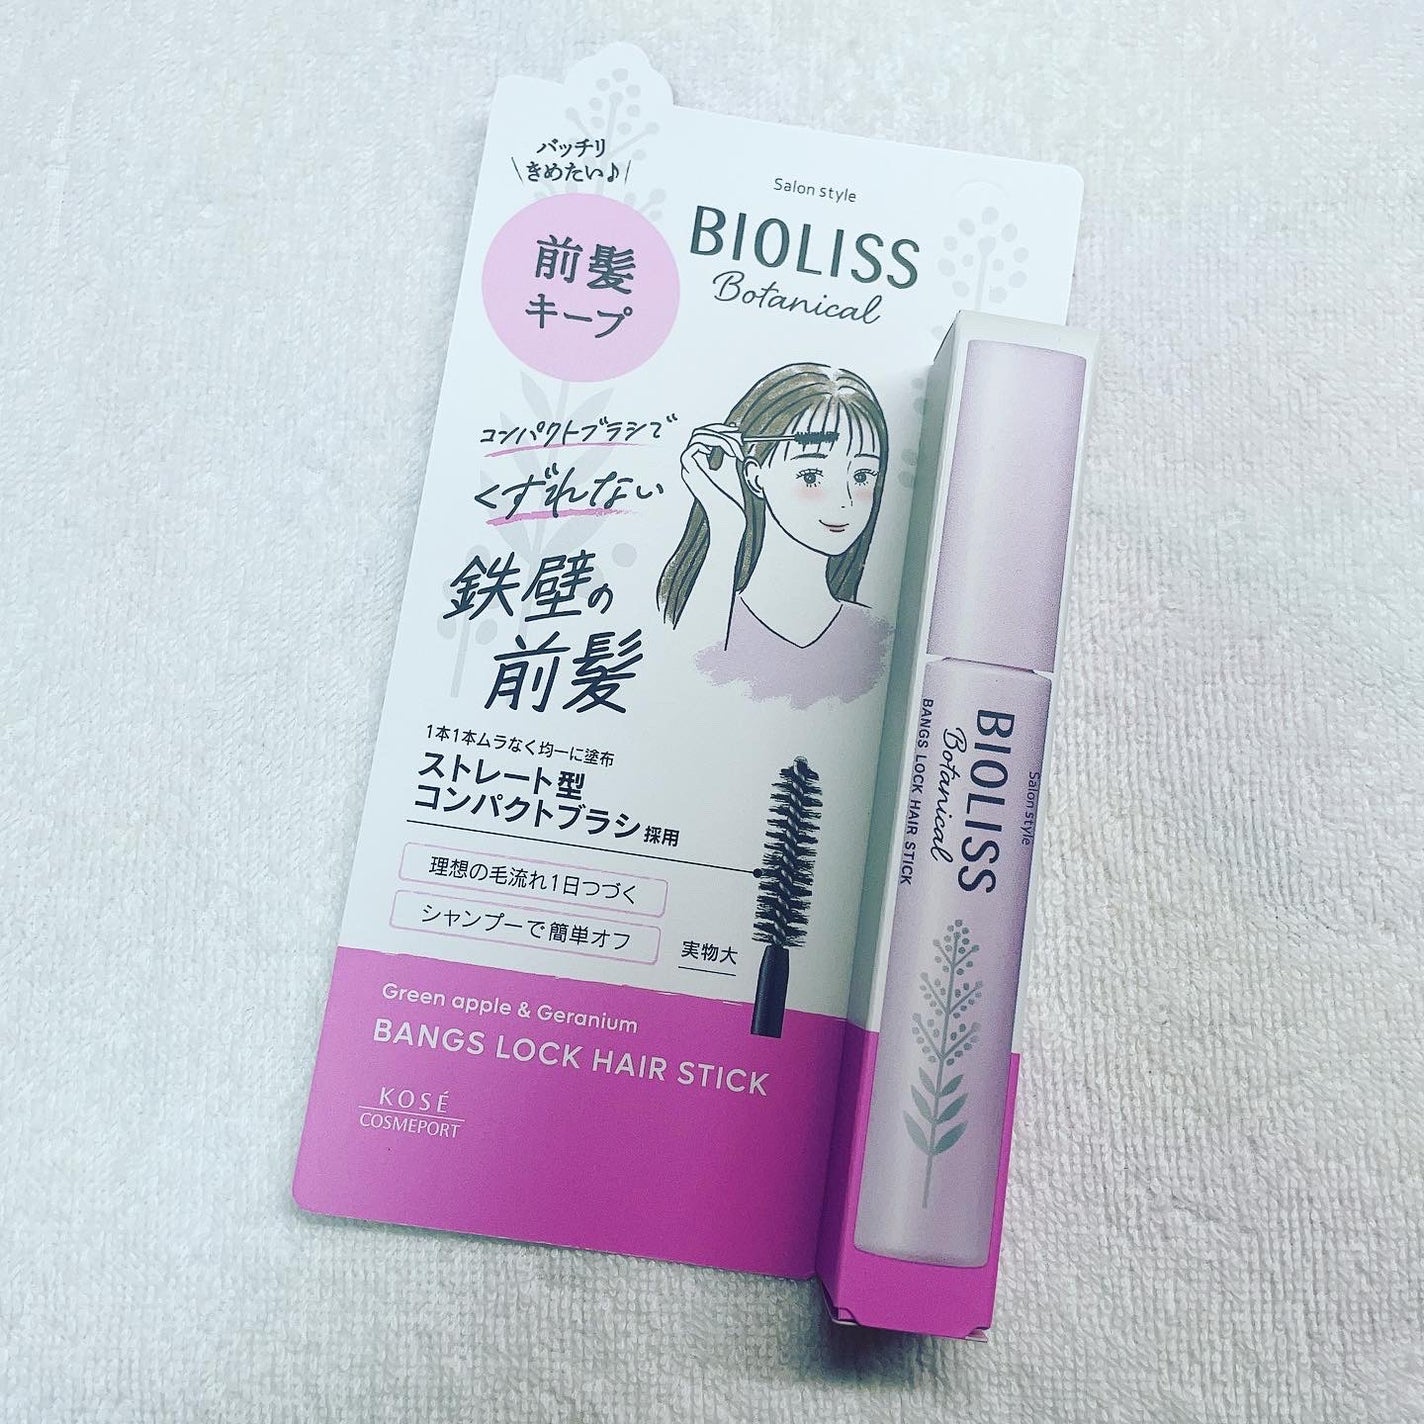 バッチリ
きめたい♪
前髪
キープ
Salon style
BIOLISS
Botanical
コンパクトブラシで
くずれない
鉄壁の
前髪
1本1本ムラなく均一に塗布
ストレート型
コンパクトブラシ採用
理想の毛流れ1日つづく
シャンプーで簡単オフ
実物大
Green apple & Geranium
BANGS LOCK HAIR STICK
KOSÉ
COSMEPORT
Salon style
BIOLISS
Botanical
BANGS LOCK HAIR STICK